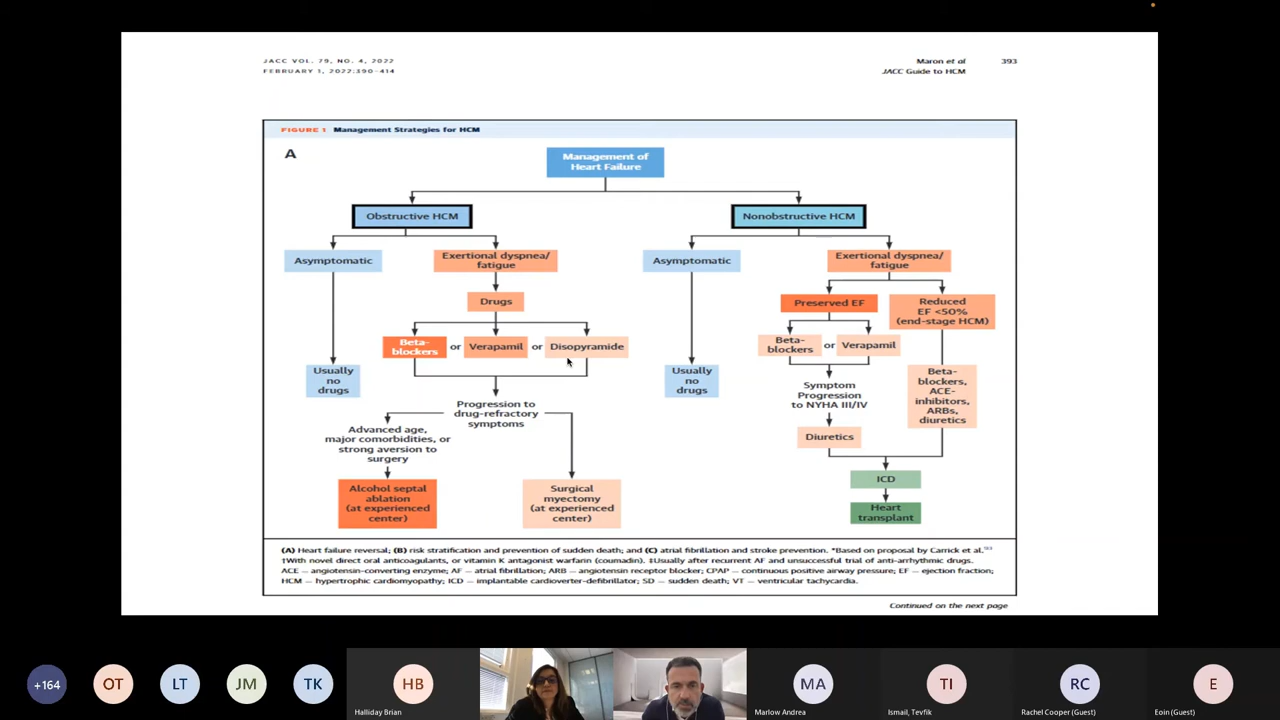 JACC VOL. 79, NO. 4, 2022
FEBRUARY 1, 2022:390-414
Maron et al 393
JACC Guide to HCM
FIGURE 1 Management Strategies for HCM
A
Management of
Heart Failure
Obstructive HCM
Nonobstructive HCM
Asymptomatic
Exertional dyspnea/
fatigue
Asymptomatic
Exertional dyspnea/
fatigue
Drugs
Preserved EF
Reduced
EF <50%
(end-stage HCM)
Beta-
blockers
or
Verapamil
or
Disopyramide
Beta-
blockers
or
Verapamil
Usually
no
drugs
Usually
no
drugs
Symptom
Progression
to NYHA III/IV
Beta-
blockers,
ACE-
inhibitors,
ARBs,
diuretics
Progression to
drug-refractory
symptoms
Advanced age,
major comorbidities, or
strong aversion to
surgery
Diuretics
Alcohol septal
ablation
(at experienced
center)
Surgical
myectomy
(at experienced
center)
ICD
Heart
transplant
(A) Heart failure reversal; (B) risk stratification and prevention of sudden death; and (C) atrial fibrillation and stroke prevention. *Based on proposal by Carrick et al.
†With novel direct oral anticoagulants, or vitamin K antagonist warfarin (coumadin). ‡Usually after recurrent AF and unsuccessful trial of anti-arrhythmic drugs.
ACE = angiotensin-converting enzyme; AF = atrial fibrillation; ARB = angiotensin receptor blocker; CPAP = continuous positive airway pressure; EF = ejection fraction;
HCM = hypertrophic cardiomyopathy; ICD = implantable cardioverter-defibrillator; SD = sudden death; VT = ventricular tachycardia.
Continued on the next page
+164
OT
LT
JM
TK
HB
Halliday Brian
MA
Marlow Andrea
TI
Ismail, Tevfik
RC
Rachel Cooper (Guest)
E
Eoin (Guest)